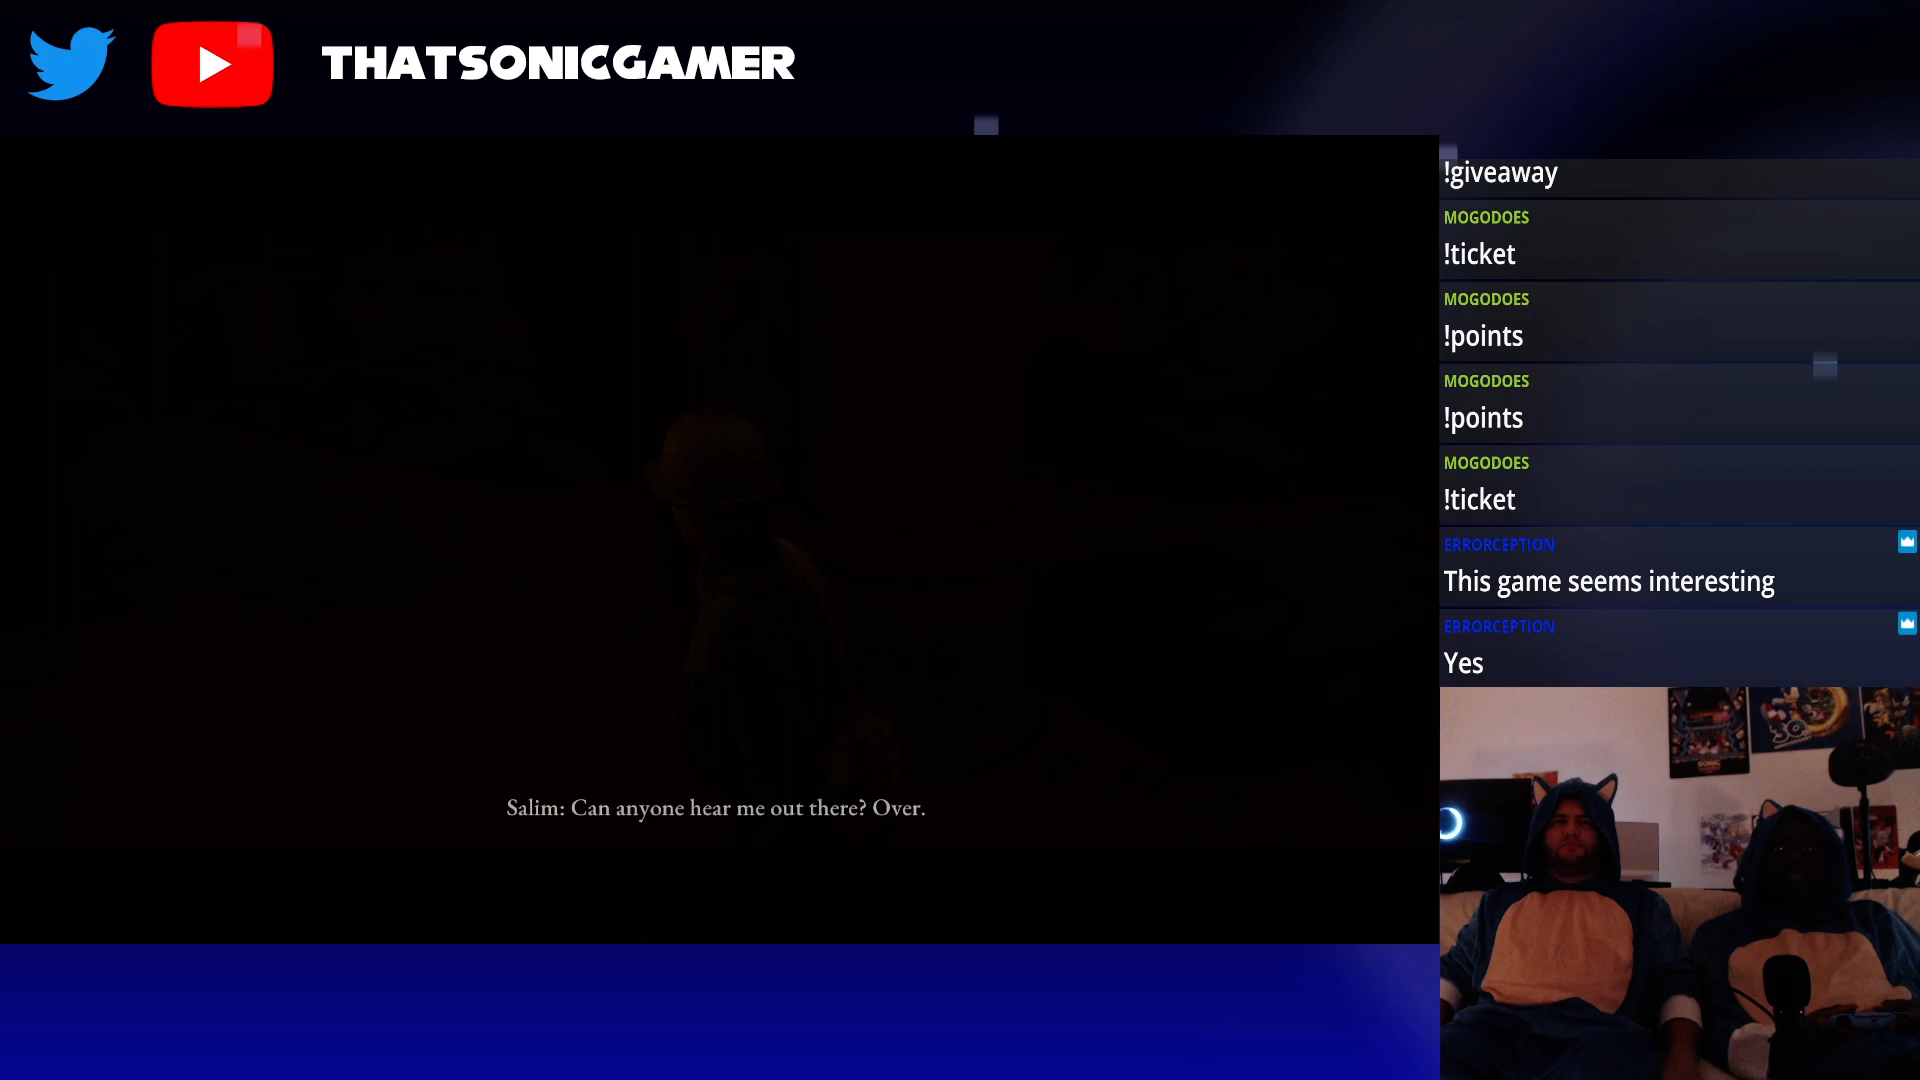 THATSONICGAMER
!giveaway
MOGODOES
!ticket
MOGODOES
!points
MOGODOES
!points
MOGODOES
!ticket
ERRORCEPTION
This game seems interesting
ERRORCEPTION
Yes
Salim: Can anyone hear me out there? Over.
30